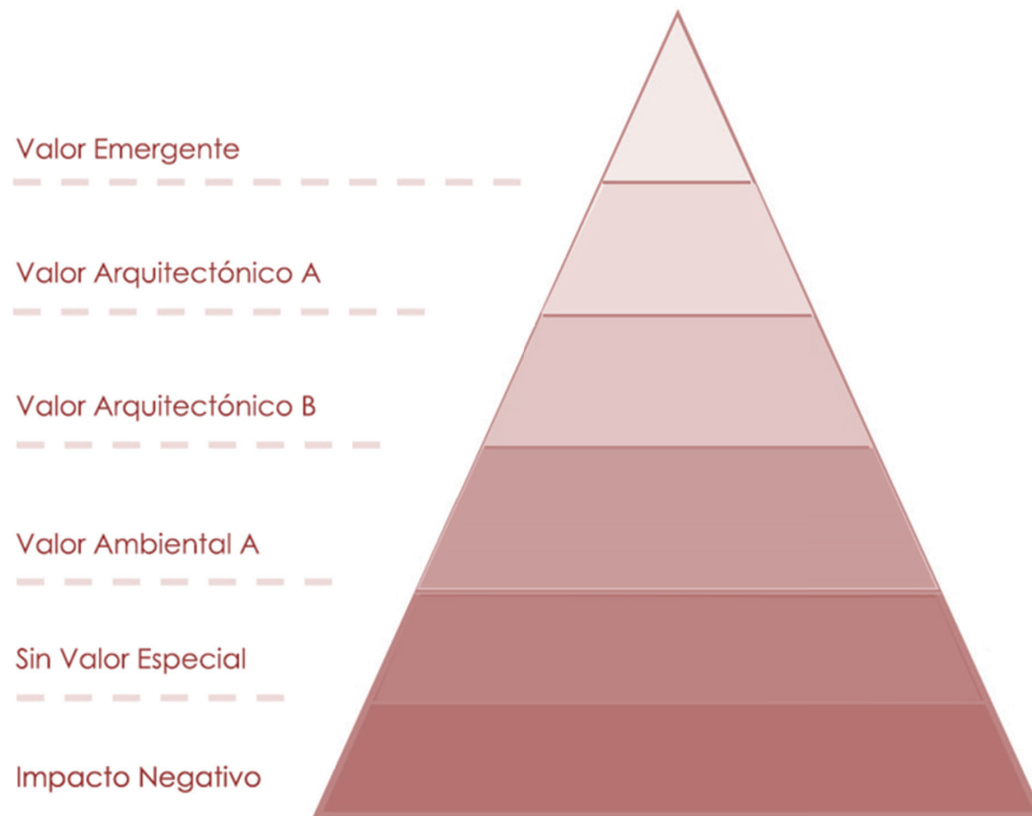 Valor Emergente
Valor Arquitectónico A
Valor Arquitectónico B
Valor Ambiental A
Sin Valor Especial
Impacto Negativo